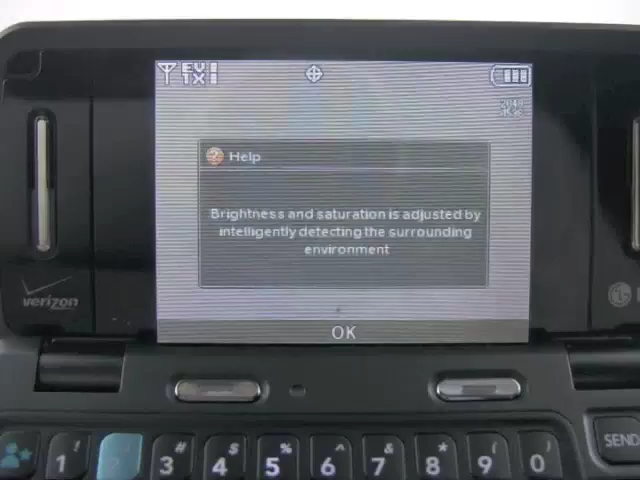 EV
1X
Help
Brightness and saturation is adjusted by
intelligently detecting the surrounding
environment
OK
verizon
LG
# $ % ^ & * ( )
1 3 4 5 6 7 8 9 0
SEND